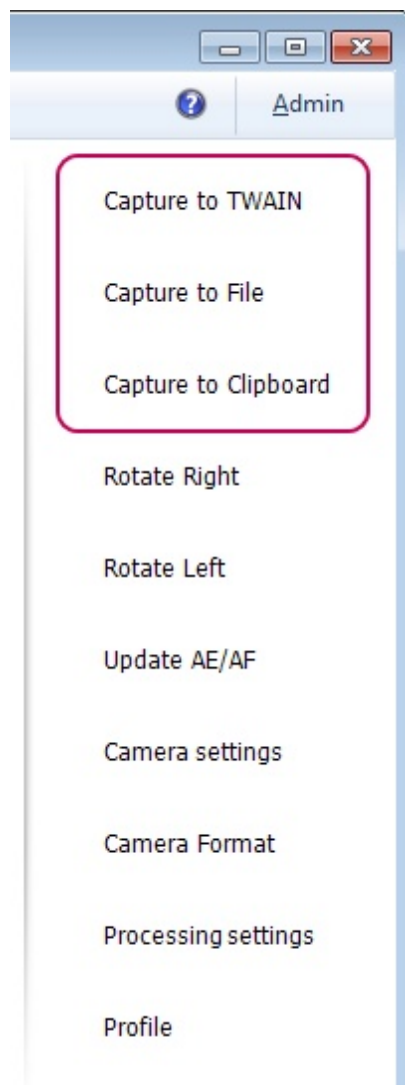 Admin
Capture to TWAIN
Capture to File
Capture to Clipboard
Rotate Right
Rotate Left
Update AE/AF
Camera settings
Camera Format
Processing settings
Profile